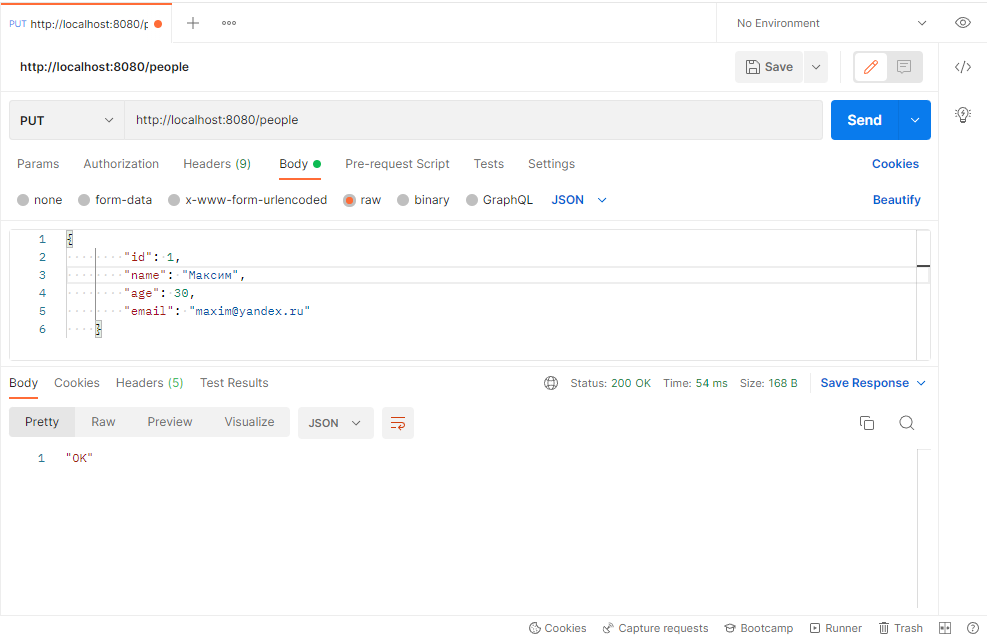 PUT http://localhost:8080/p
No Environment
http://localhost:8080/people
Save
PUT http://localhost:8080/people
Send
Params Authorization Headers (9) Body Pre-request Script Tests Settings Cookies
none form-data x-www-form-urlencoded raw binary GraphQL JSON Beautify
1 {
2 "id": 1,
3 "name": "Максим",
4 "age": 30,
5 "email": "maxim@yandex.ru"
6 }
Body Cookies Headers (5) Test Results Status: 200 OK Time: 54 ms Size: 168 B Save Response
Pretty Raw Preview Visualize JSON
1 "OK"
Cookies Capture requests Bootcamp Runner Trash